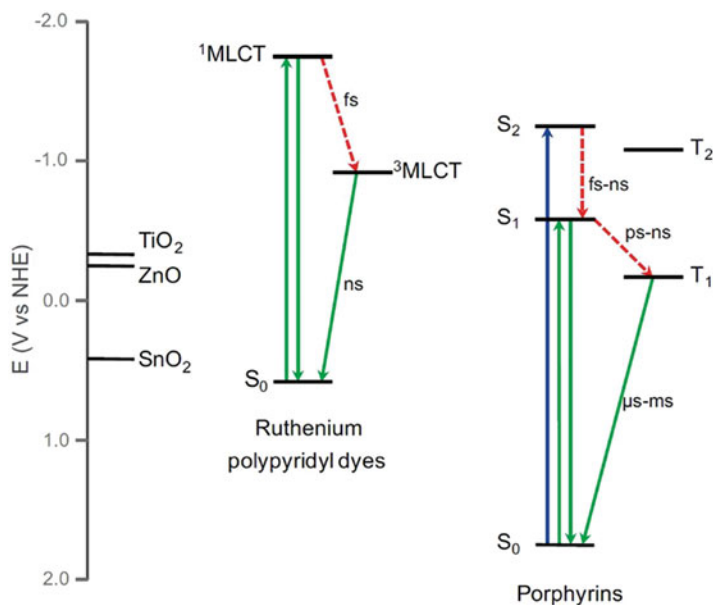 -2.0
-1.0
0.0
1.0
2.0
E (V vs NHE)
TiO₂
ZnO
SnO₂
¹MLCT
fs
³MLCT
ns
S₀
Ruthenium
polypyridyl dyes
S₂
T₂
fs-ns
S₁
ps-ns
T₁
µs-ms
S₀
Porphyrins